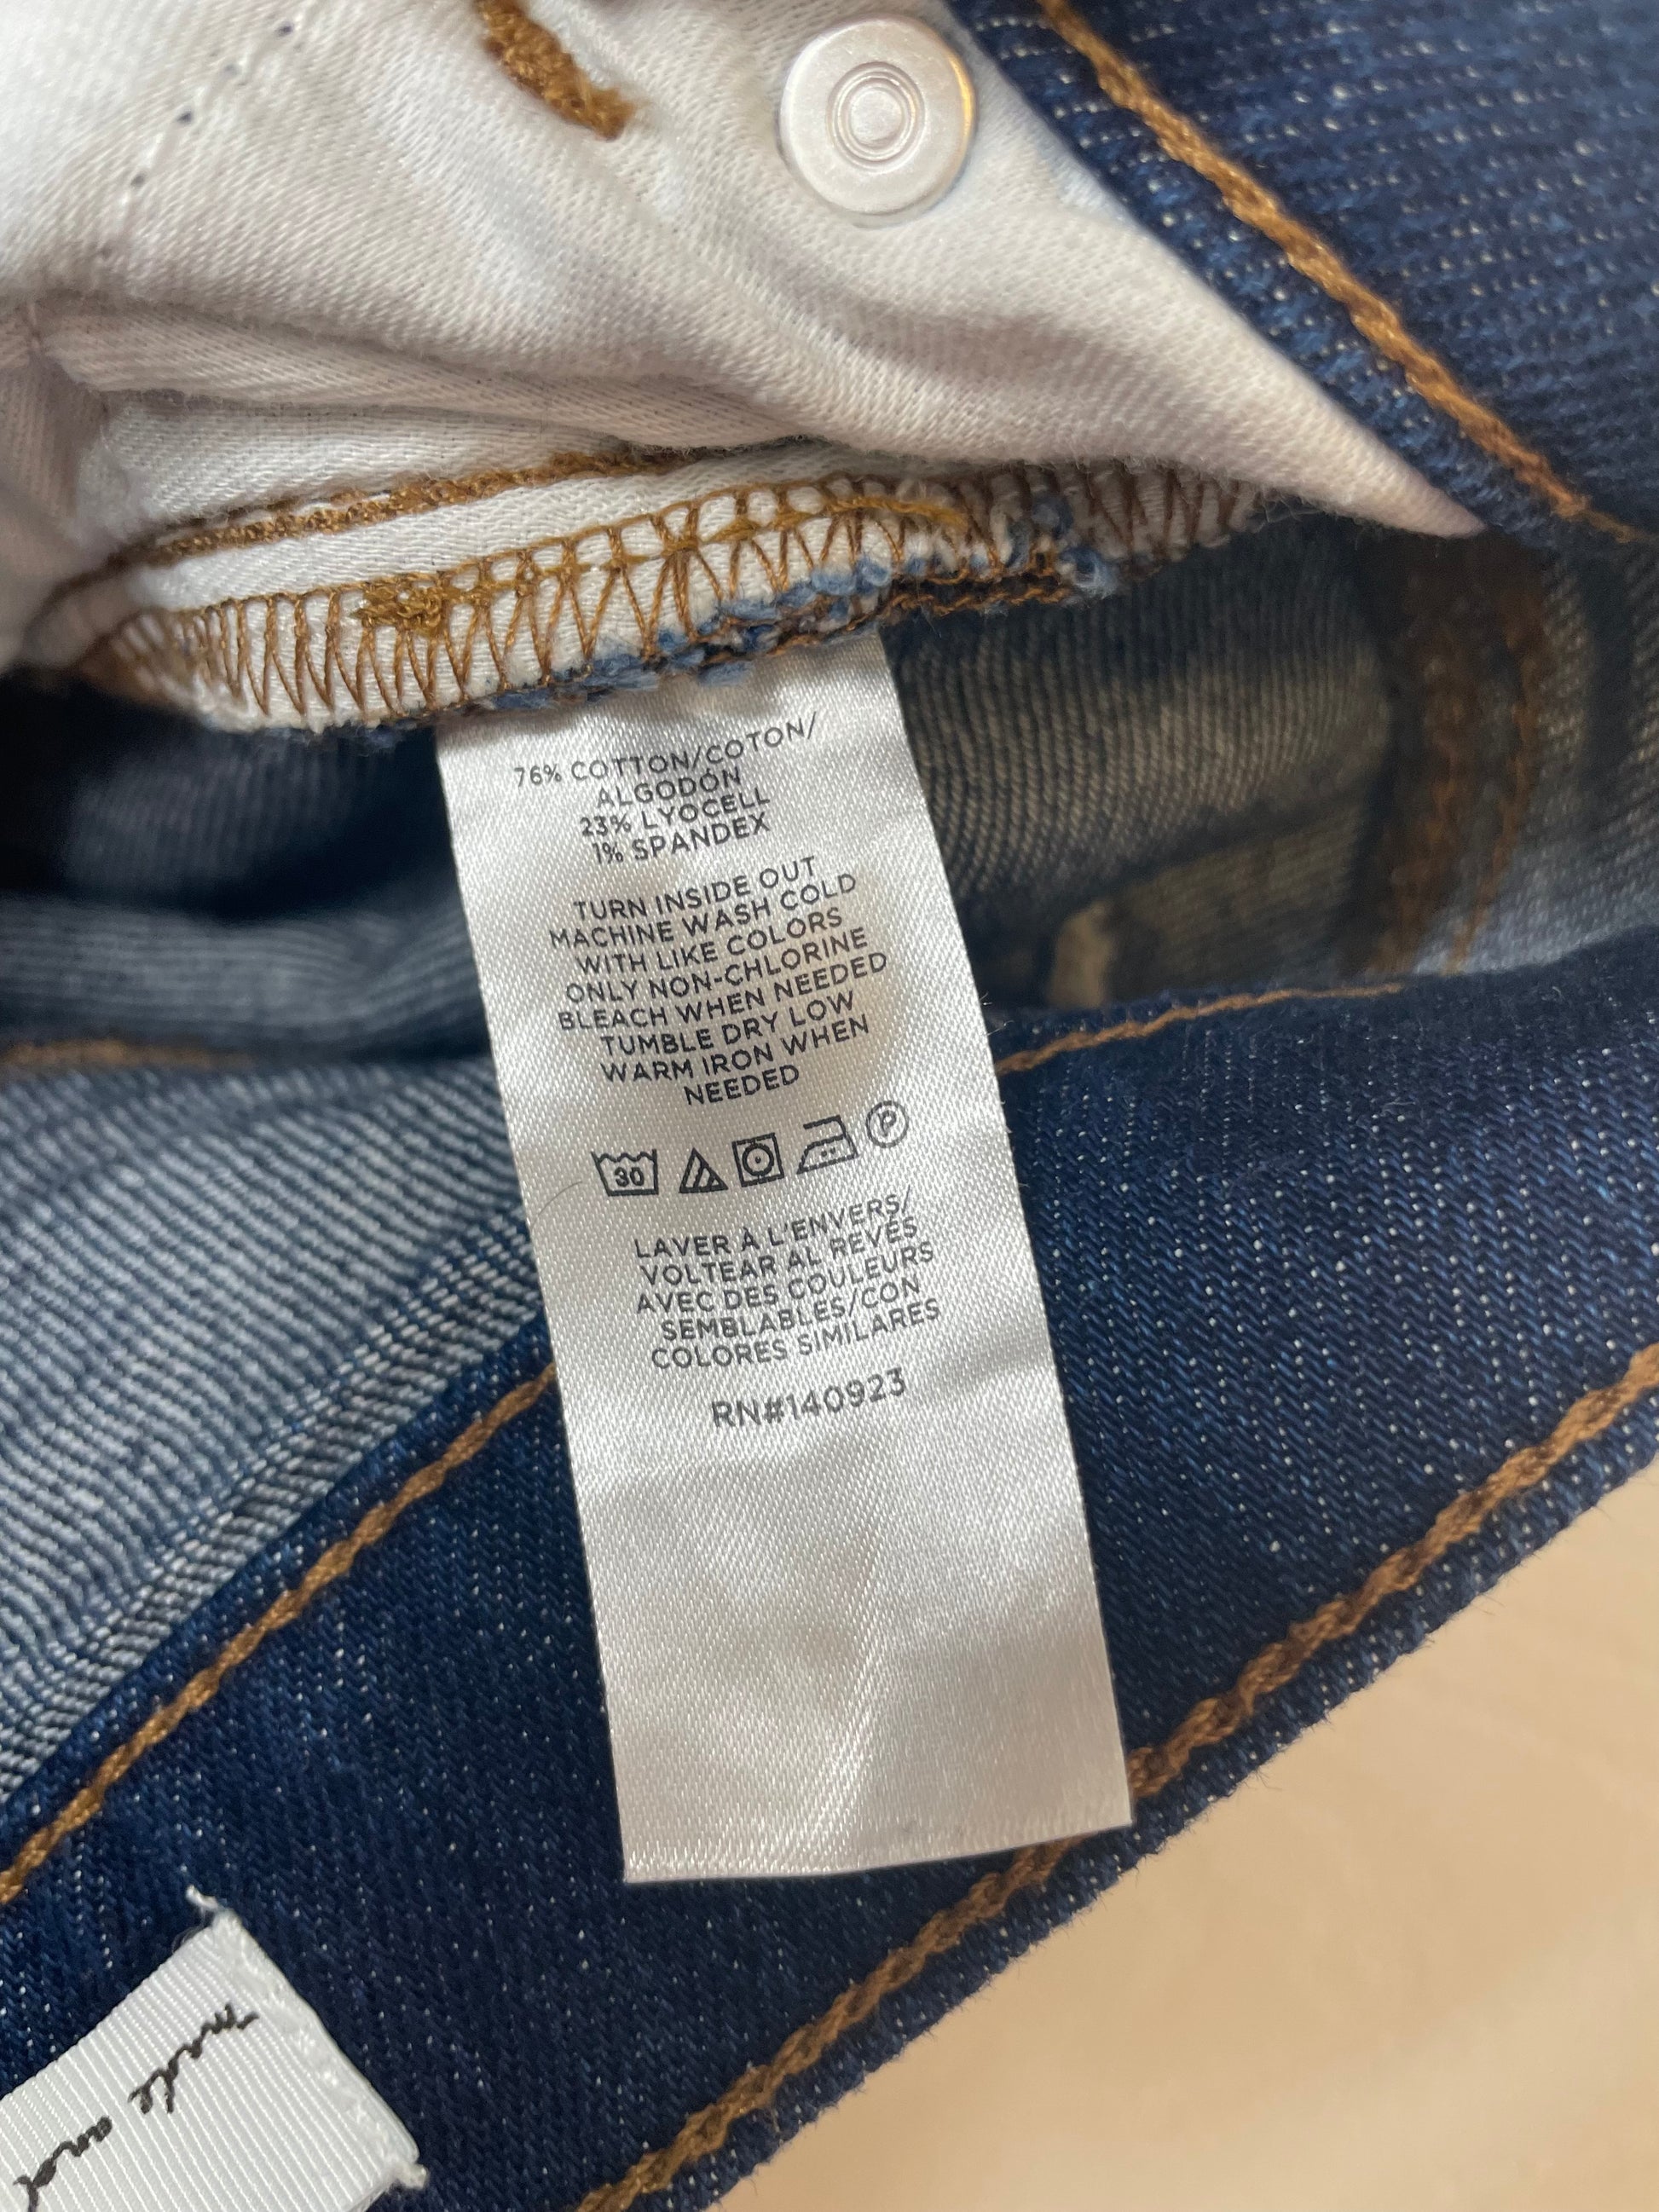 76% COTTON/COTON/
ALGODÓN
23% LYOCELL
1% SPANDEX
TURN INSIDE OUT
MACHINE WASH COLD
WITH LIKE COLORS
ONLY NON-CHLORINE
BLEACH WHEN NEEDED
TUMBLE DRY LOW
WARM IRON WHEN
NEEDED
30 P
LAVER À L'ENVERS/
VOLTEAR AL REVÉS
AVEC DES COULEURS
SEMBLABLES/CON
COLORES SIMILARES
RN#140923
made and